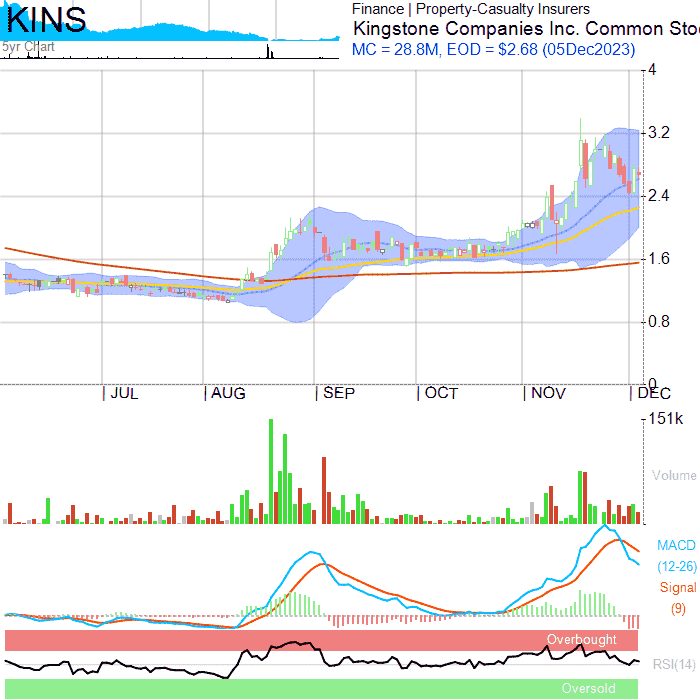 KINS
5yr Chart
Finance | Property-Casualty Insurers
Kingstone Companies Inc. Common Sto
MC = 28.8M, EOD = $2.68 (05Dec2023)
4
3.2
2.4
1.6
0.8
0
JUL AUG SEP OCT NOV DEC
151k
Volume
MACD
(12-26)
Signal
(9)
Overbought
RSI(14)
Oversold